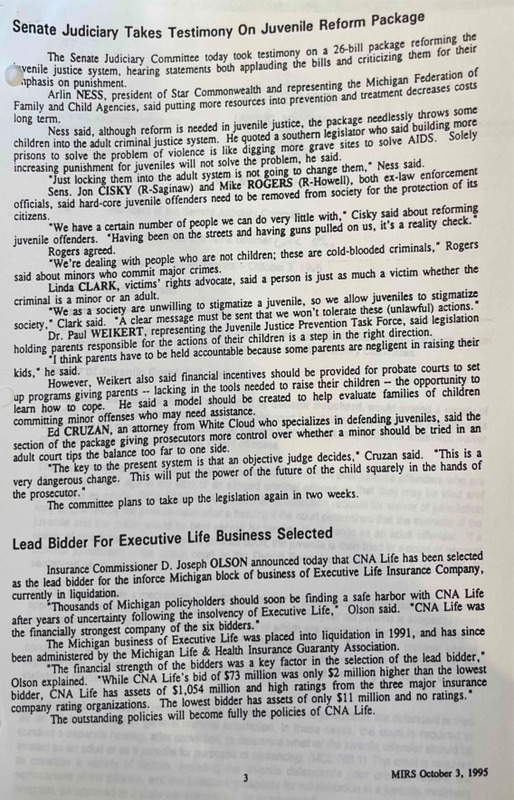 Senate Judiciary Takes Testimony On Juvenile Reform Package
The Senate Judiciary Committee today took testimony on a 26-bill package reforming the
juvenile justice system, hearing statements both applauding the bills and criticizing them for their
emphasis on punishment.
Arlin NESS, president of Star Commonwealth and representing the Michigan Federation of
Family and Child Agencies, said putting more resources into prevention and treatment decreases costs
long term.
Ness said, although reform is needed in juvenile justice, the package needlessly throws some
children into the adult criminal justice system. He quoted a southern legislator who said building more
prisons to solve the problem of violence is like digging more grave sites to solve AIDS. Solely
increasing punishment for juveniles will not solve the problem, he said.
"Just locking them into the adult system is not going to change them," Ness said.
Sens. Jon CISKY (R-Saginaw) and Mike ROGERS (R-Howell), both ex-law enforcement
officials, said hard-core juvenile offenders need to be removed from society for the protection of its
citizens.
"We have a certain number of people we can do very little with," Cisky said about reforming
juvenile offenders. "Having been on the streets and having guns pulled on us, it's a reality check."
Rogers agreed.
"We're dealing with people who are not children; these are cold-blooded criminals," Rogers
said about minors who commit major crimes.
Linda CLARK, victims' rights advocate, said a person is just as much a victim whether the
criminal is a minor or an adult.
"We as a society are unwilling to stigmatize a juvenile, so we allow juveniles to stigmatize
society," Clark said. "A clear message must be sent that we won't tolerate these (unlawful) actions."
Dr. Paul WEIKERT, representing the Juvenile Justice Prevention Task Force, said legislation
holding parents responsible for the actions of their children is a step in the right direction.
"I think parents have to be held accountable because some parents are negligent in raising their
kids," he said.
However, Weikert also said financial incentives should be provided for probate courts to set
up programs giving parents -- lacking in the tools needed to raise their children -- the opportunity to
learn how to cope. He said a model should be created to help evaluate families of children
committing minor offenses who may need assistance.
Ed CRUZAN, an attorney from White Cloud who specializes in defending juveniles, said the
section of the package giving prosecutors more control over whether a minor should be tried in an
adult court tips the balance too far to one side.
"The key to the present system is that an objective judge decides," Cruzan said. "This is a
very dangerous change. This will put the power of the future of the child squarely in the hands of
the prosecutor."
The committee plans to take up the legislation again in two weeks.
Lead Bidder For Executive Life Business Selected
Insurance Commissioner D. Joseph OLSON announced today that CNA Life has been selected
as the lead bidder for the inforce Michigan block of business of Executive Life Insurance Company,
currently in liquidation.
"Thousands of Michigan policyholders should soon be finding a safe harbor with CNA Life
after years of uncertainty following the insolvency of Executive Life," Olson said. "CNA Life was
the financially strongest company of the six bidders."
The Michigan business of Executive Life was placed into liquidation in 1991, and has since
been administered by the Michigan Life & Health Insurance Guaranty Association.
"The financial strength of the bidders was a key factor in the selection of the lead bidder,"
Olson explained. "While CNA Life's bid of $73 million was only $2 million higher than the lowest
bidder, CNA Life has assets of $1,054 million and high ratings from the three major insurance
company rating organizations. The lowest bidder has assets of only $11 million and no ratings."
The outstanding policies will become fully the policies of CNA Life.
3
MIRS October 3, 1995